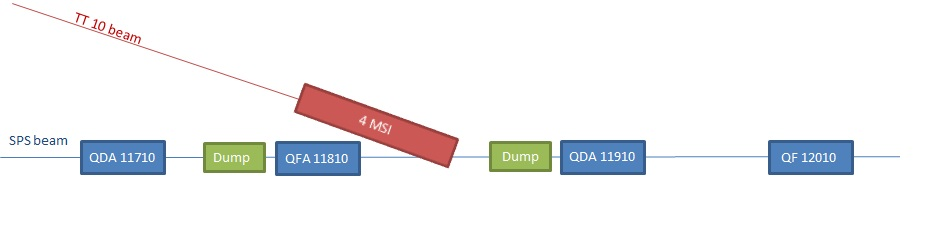 TT 10 beam
4 MSI
SPS beam
QDA 11710
Dump
QFA 11810
Dump
QDA 11910
QF 12010